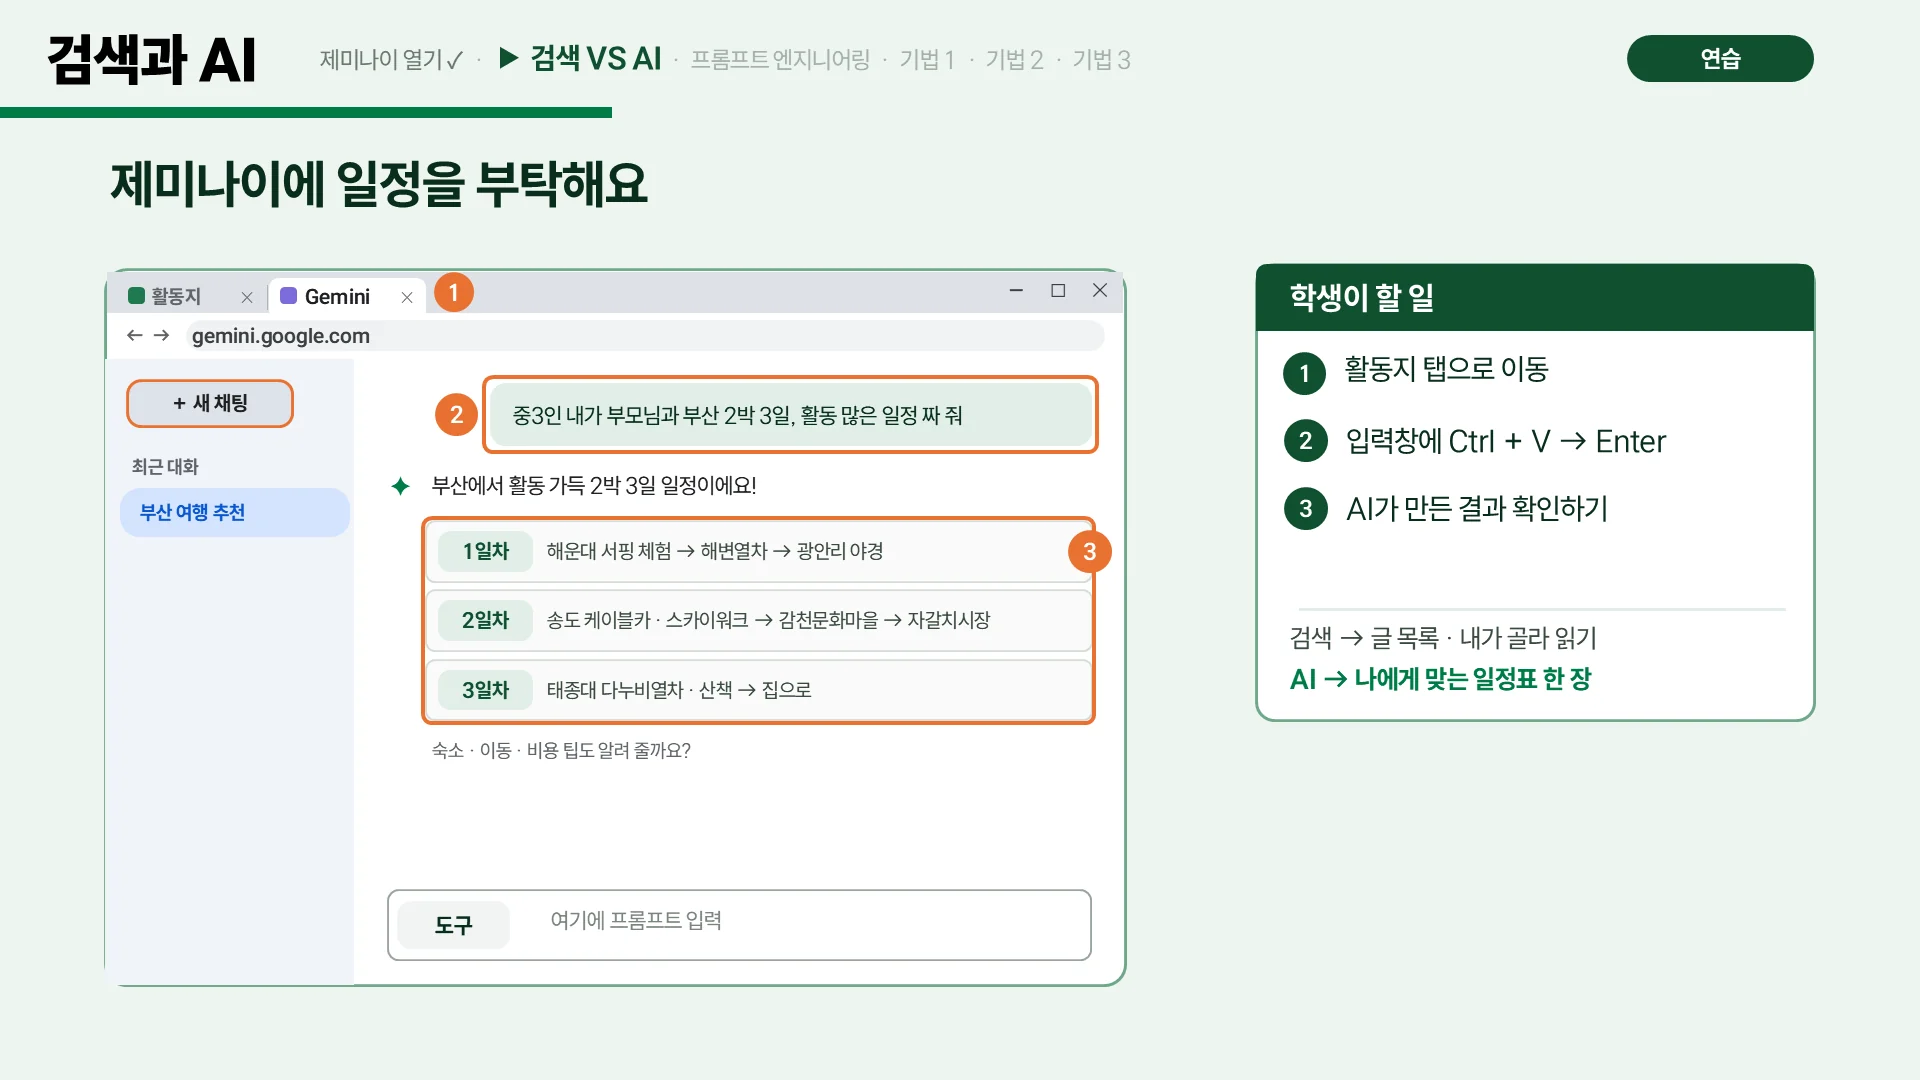 검색과 AI
제미나이 열기 ✓ · ▶ 검색 VS AI · 프롬프트 엔지니어링 · 기법 1 · 기법 2 · 기법 3
연습
제미나이에 일정을 부탁해요
활동지 × Gemini × 1
← → gemini.google.com
+ 새 채팅
최근 대화
부산 여행 추천
2 중3인 내가 부모님과 부산 2박 3일, 활동 많은 일정 짜 줘
부산에서 활동 가득 2박 3일 일정이에요!
1일차 해운대 서핑 체험 → 해변열차 → 광안리 야경 3
2일차 송도 케이블카 · 스카이워크 → 감천문화마을 → 자갈치시장
3일차 태종대 다누비열차 · 산책 → 집으로
숙소 · 이동 · 비용 팁도 알려 줄까요?
도구 여기에 프롬프트 입력
학생이 할 일
1 활동지 탭으로 이동
2 입력창에 Ctrl + V → Enter
3 AI가 만든 결과 확인하기
검색 → 글 목록 · 내가 골라 읽기
AI → 나에게 맞는 일정표 한 장